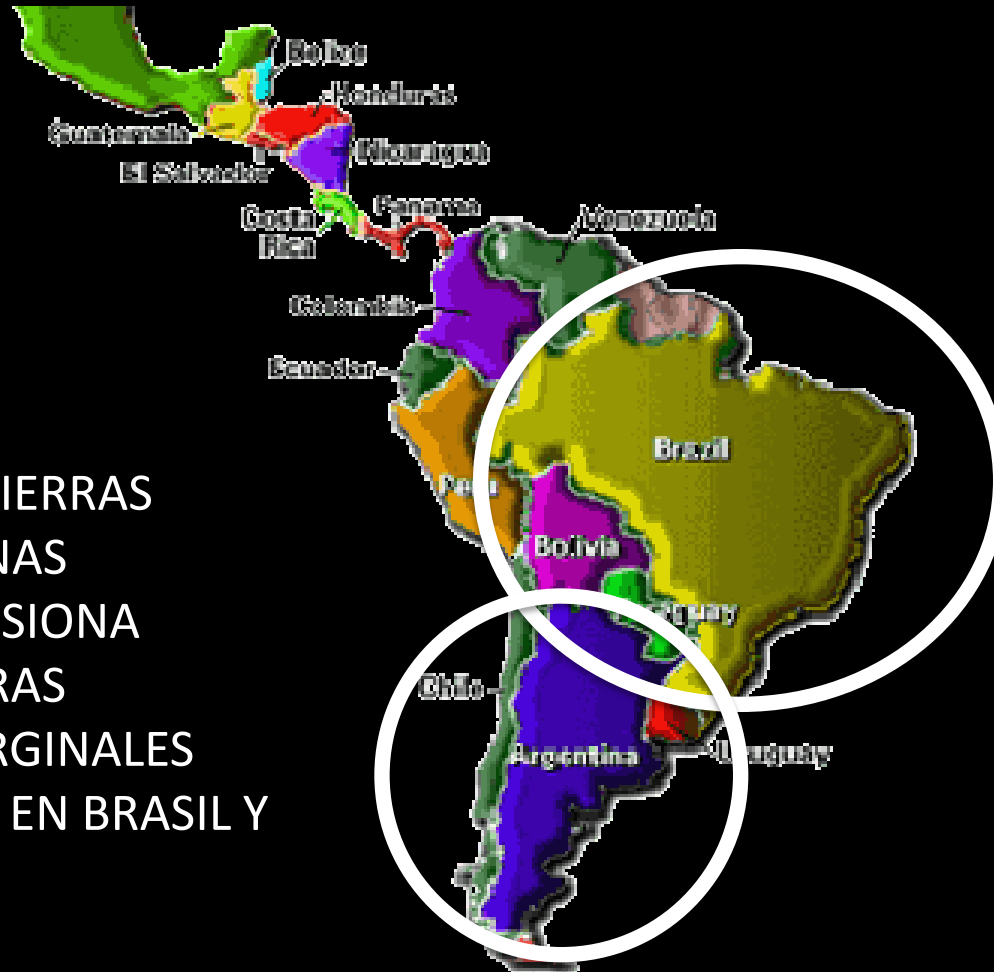 Belice
Honduras
Guatemala
El Salvador
Nicaragua
Costa
Rica
Panama
Venezuela
Colombia
Ecuador
Brazil
Peru
Bolivia
Chile
Argentina
Uruguay
IERRAS
NAS
SIONA
RAS
RGINALES
EN BRASIL Y